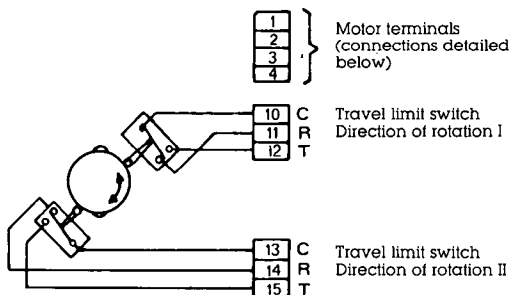 1
2
3
4
Motor terminals
(connections detailed
below)
10 C
11 R
12 T
Travel limit switch
Direction of rotation I
13 C
14 R
15 T
Travel limit switch
Direction of rotation II